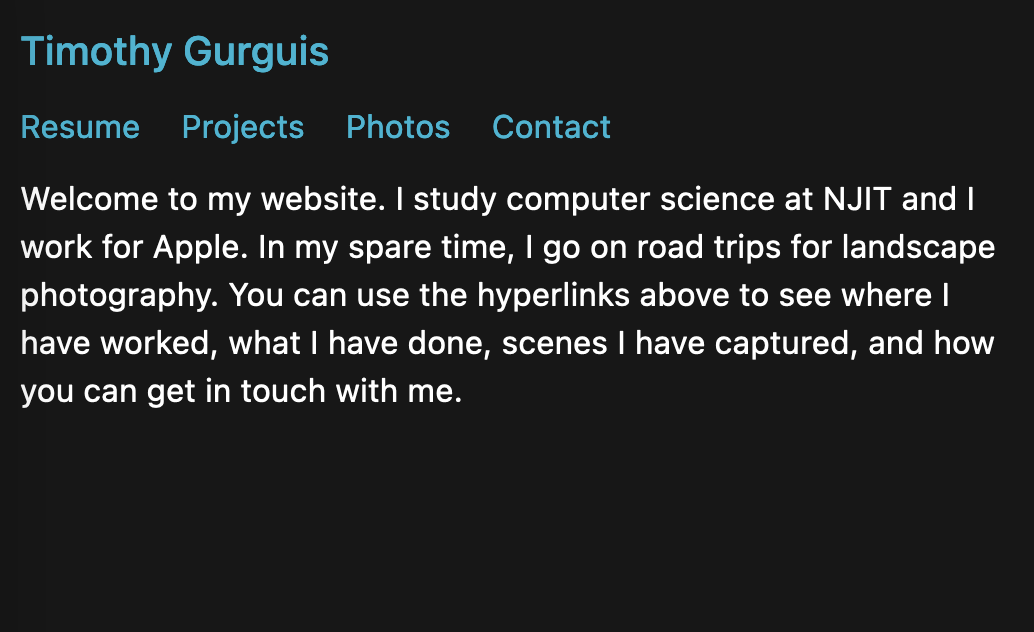 Timothy Gurguis
Resume Projects Photos Contact
Welcome to my website. I study computer science at NJIT and I
work for Apple. In my spare time, I go on road trips for landscape
photography. You can use the hyperlinks above to see where I
have worked, what I have done, scenes I have captured, and how
you can get in touch with me.